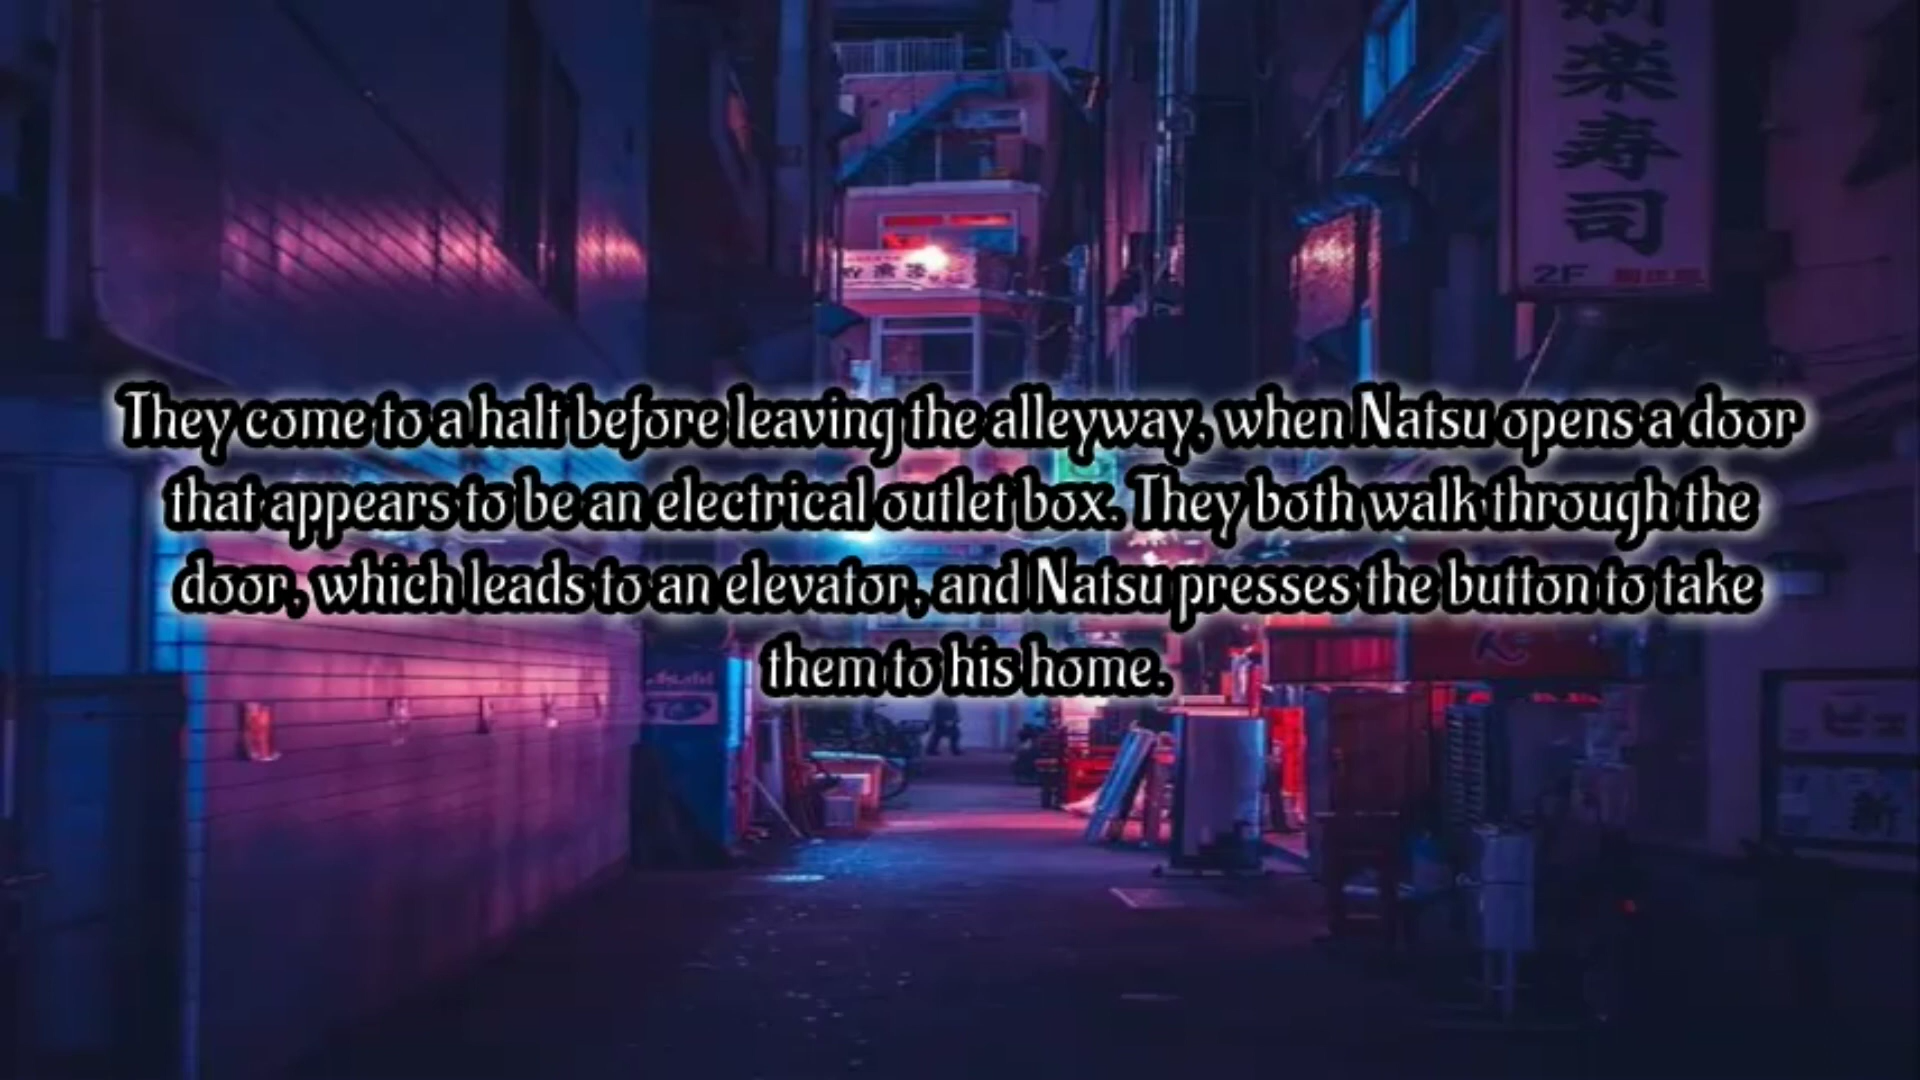 楽寿司
2F
They come to a halt before leaving the alleyway, when Natsu opens a door
that appears to be an electrical outlet box. They both walk through the
door, which leads to an elevator, and Natsu presses the button to take
them to his home.